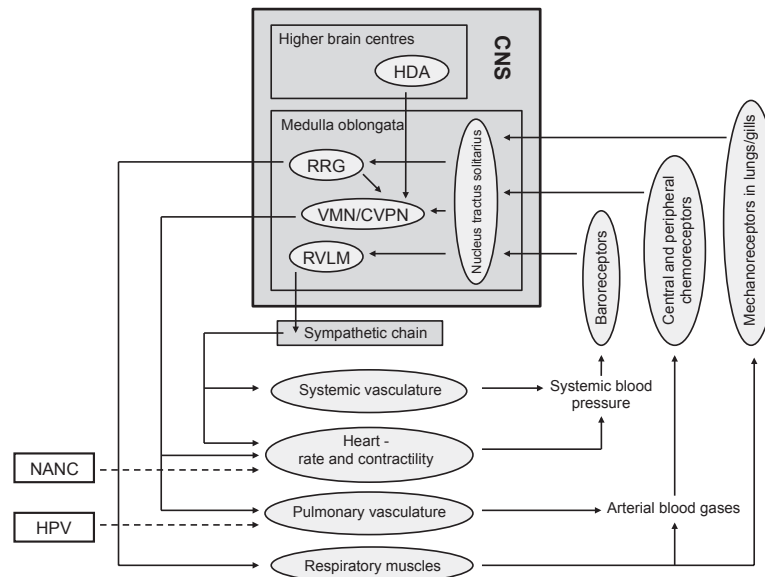 Higher brain centres
HDA
CNS
Medulla oblongata
RRG
VMN/CVPN
RVLM
Nucleus tractus solitarius
Baroreceptors
Central and peripheral
chemoreceptors
Mechanoreceptors in lungs/gills
Sympathetic chain
Systemic vasculature
Systemic blood
pressure
Heart -
rate and contractility
NANC
Pulmonary vasculature
Arterial blood gases
HPV
Respiratory muscles